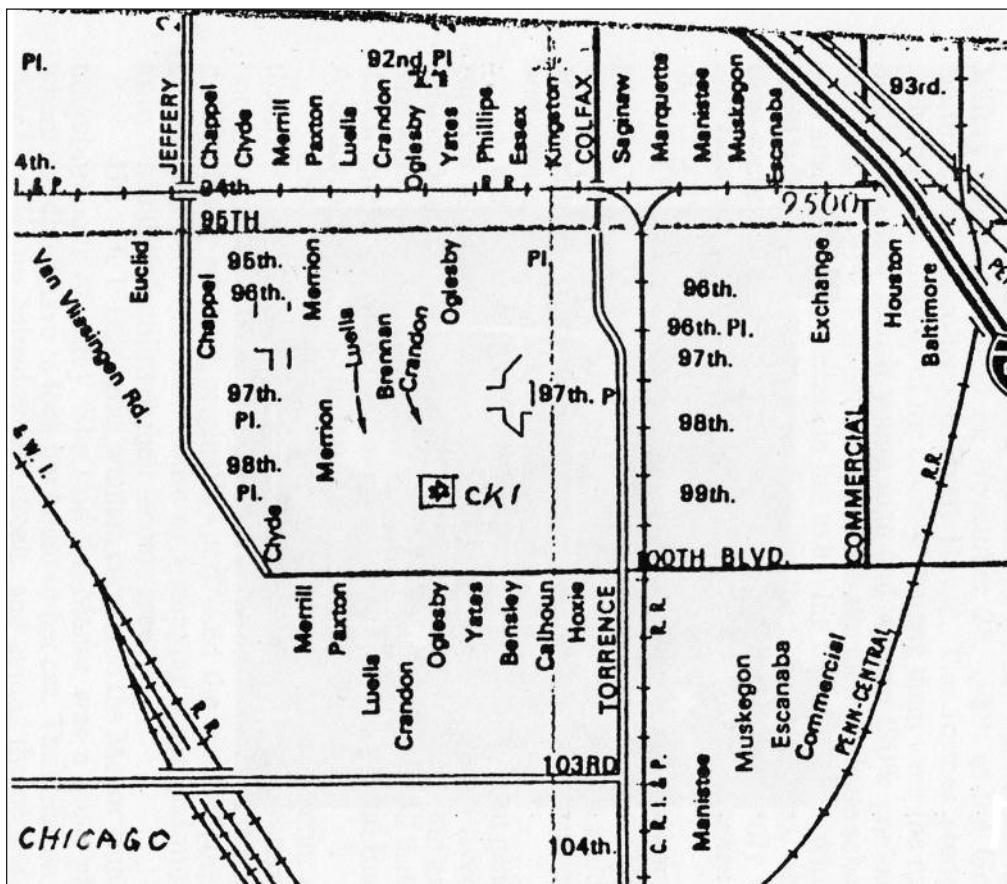 92nd Pl
93rd.
Pl.
JEFFERY
Chappel
Clyde
Merrill
Paxton
Luella
Crandon
Oglesby
Yates
Phillips
Essex
Kingston
COLFAX
Saginaw
Marquette
Manistee
Muskegon
Escanaba
4th.
I. & P.
94th
R R
9500
95TH
Van Vlissingen Rd.
Euclid
Chappel
95th.
96th.
Merrion
Luella
Brennan
Crandon
Oglesby
Pl.
96th.
96th. Pl.
97th.
98th.
99th.
Exchange
Houston
Baltimore
97th.
Pl.
98th.
Pl.
Merrion
97th. P
CKI
Clyde
& W. I.
COMMERCIAL
R.R.
100TH BLVD.
Merrill
Paxton
Luella
Crandon
Oglesby
Yates
Bensley
Calhoun
Hoxie
TORRENCE
C. R. I. & P. R. R.
Manistee
Muskegon
Escanaba
Commercial
PENN-CENTRAL
R. R.
103RD
104th.
CHICAGO